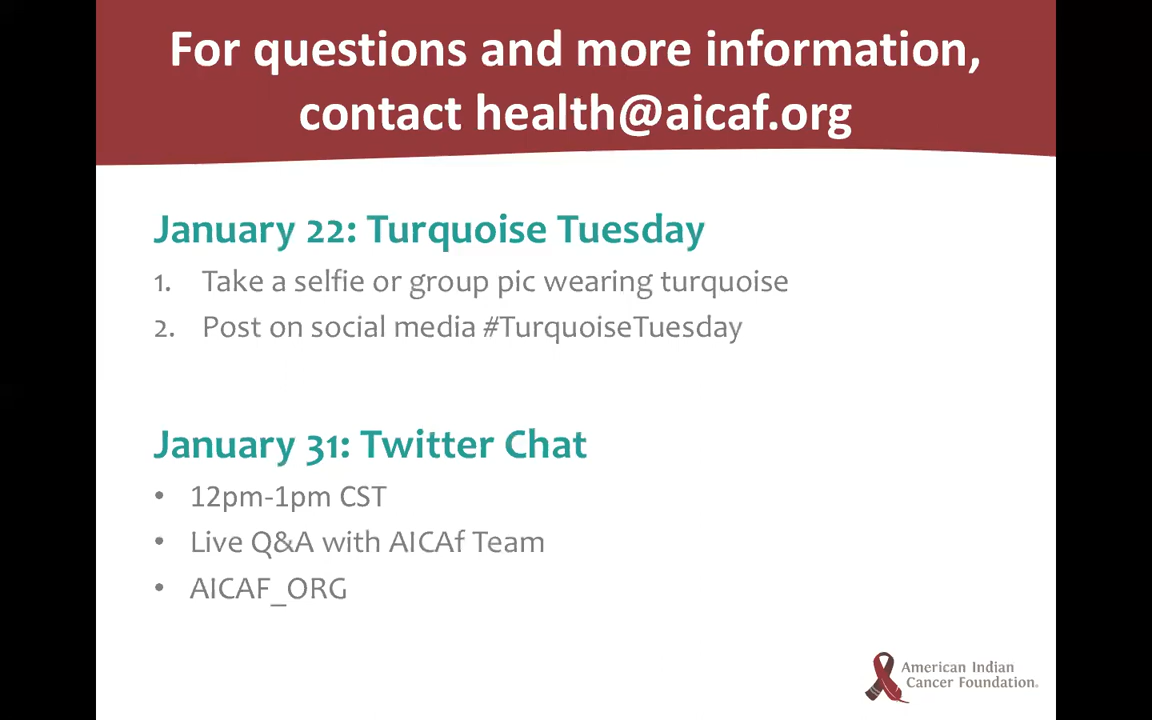 For questions and more information,
contact health@aicaf.org
January 22: Turquoise Tuesday
1. Take a selfie or group pic wearing turquoise
2. Post on social media #TurquoiseTuesday
January 31: Twitter Chat
• 12pm-1pm CST
• Live Q&A with AICAf Team
• AICAF_ORG
American Indian
Cancer Foundation.